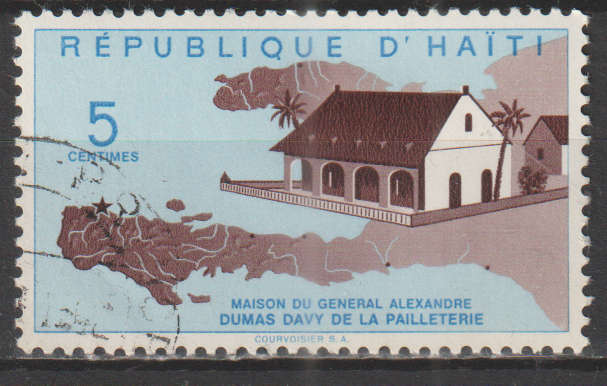 RÉPUBLIQUE D'HAÏTI
5
CENTIMES
MAISON DU GENERAL ALEXANDRE
DUMAS DAVY DE LA PAILLETERIE
COURVOISIER S.A.